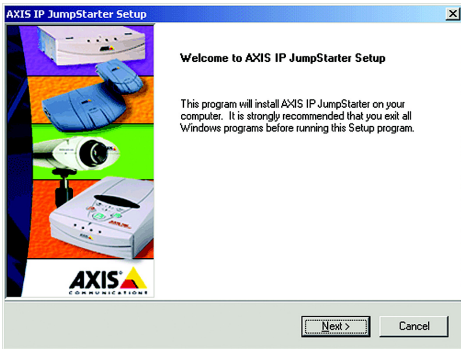 AXIS IP JumpStarter Setup
Welcome to AXIS IP JumpStarter Setup
This program will install AXIS IP JumpStarter on your
computer. It is strongly recommended that you exit all
Windows programs before running this Setup program.
AXIS
COMMUNICATIONS
Next >
Cancel